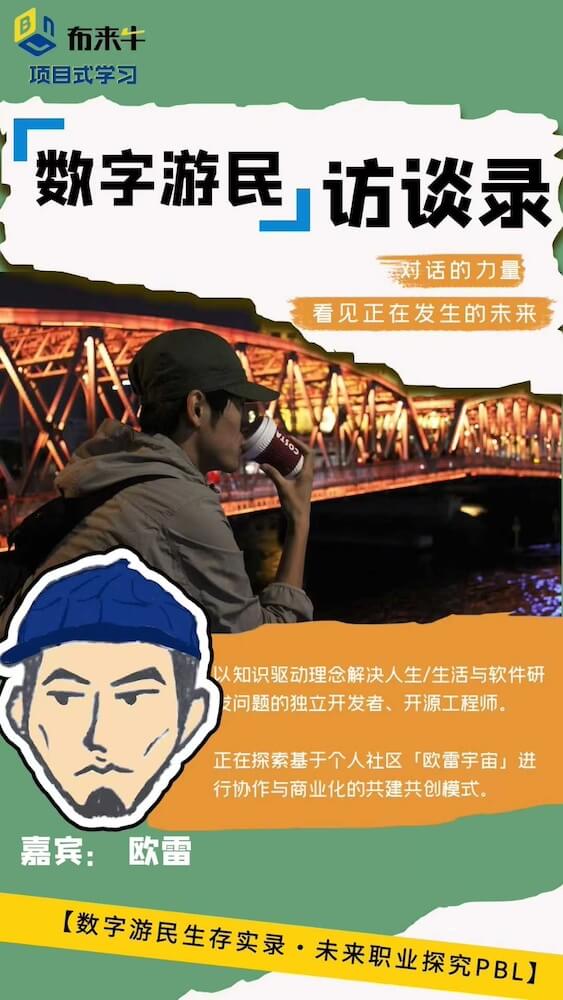 BN
布来牛
项目式学习
「数字游民」访谈录
对话的力量
看见正在发生的未来
COSTA
以知识驱动理念解决人生/生活与软件研
发问题的独立开发者、开源工程师。
正在探索基于个人社区「欧雷宇宙」进
行协作与商业化的共建共创模式。
嘉宾： 欧雷
【数字游民生存实录·未来职业探究PBL】